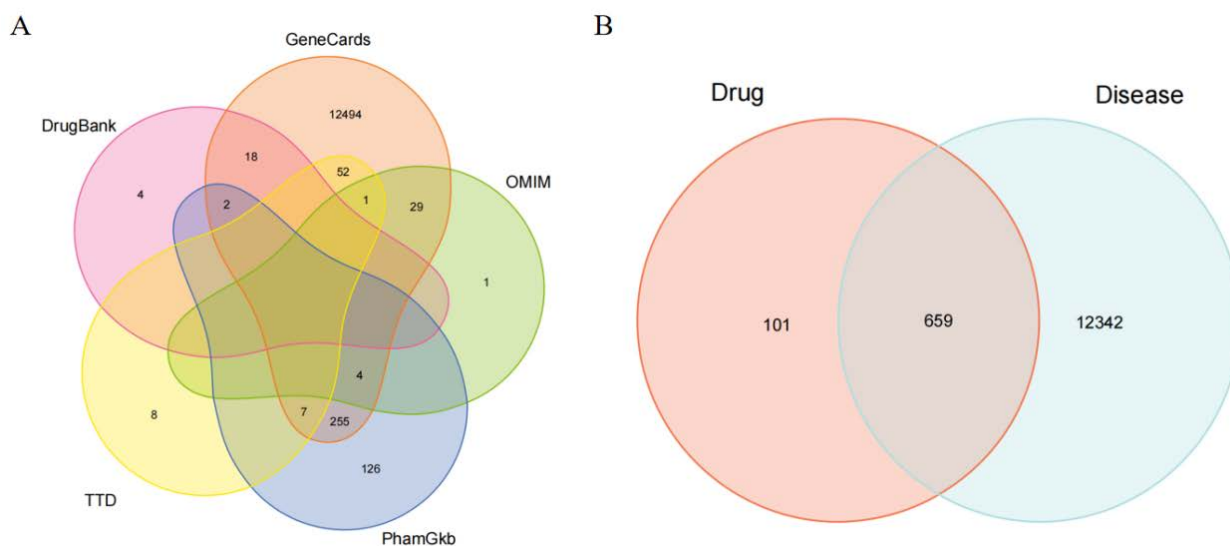 A
B
GeneCards
DrugBank
OMIM
TTD
PhamGkb
12494
18
52
4
2
1
29
1
4
7
255
8
126
Drug
Disease
101
659
12342